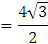 = 4√3/2